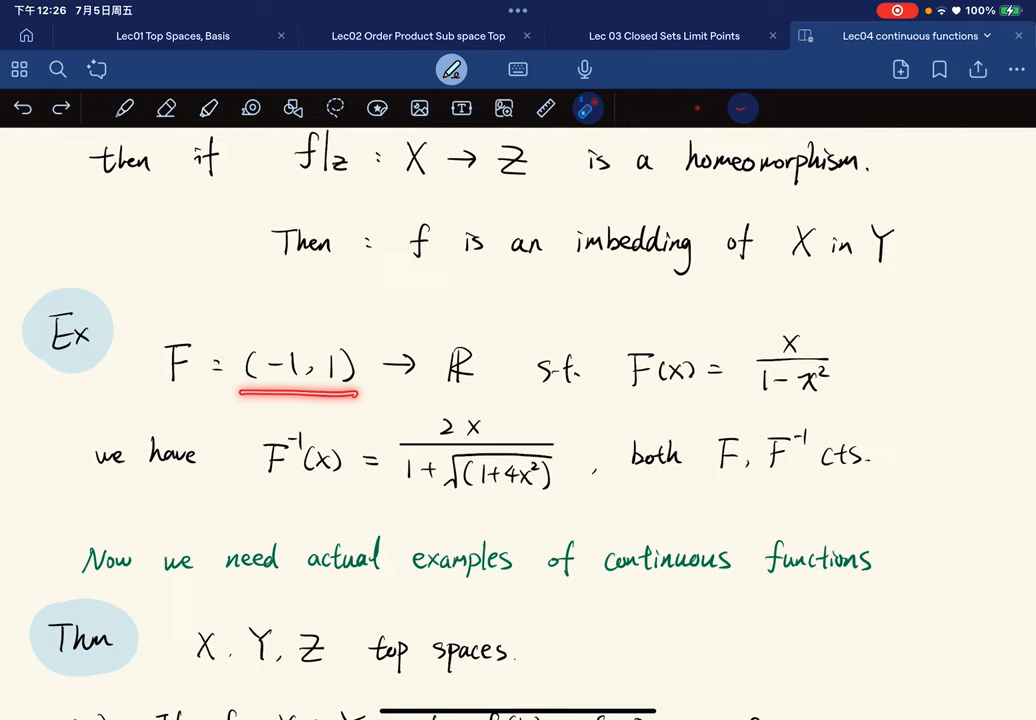 下午12:26 7月5日周五
100%
Lec01 Top Spaces, Basis
Lec02 Order Product Sub space Top
Lec 03 Closed Sets Limit Points
Lec04 continuous functions
then if f|z : X → Z is a homeomorphism.
Then : f is an imbedding of X in Y
Ex
F : (-1, 1) → ℝ s.t. F(x) = x / (1 - x²)
we have F⁻¹(x) = 2x / (1 + √(1+4x²)) , both F, F⁻¹ cts.
Now we need actual examples of continuous functions
Thm X, Y, Z top spaces.